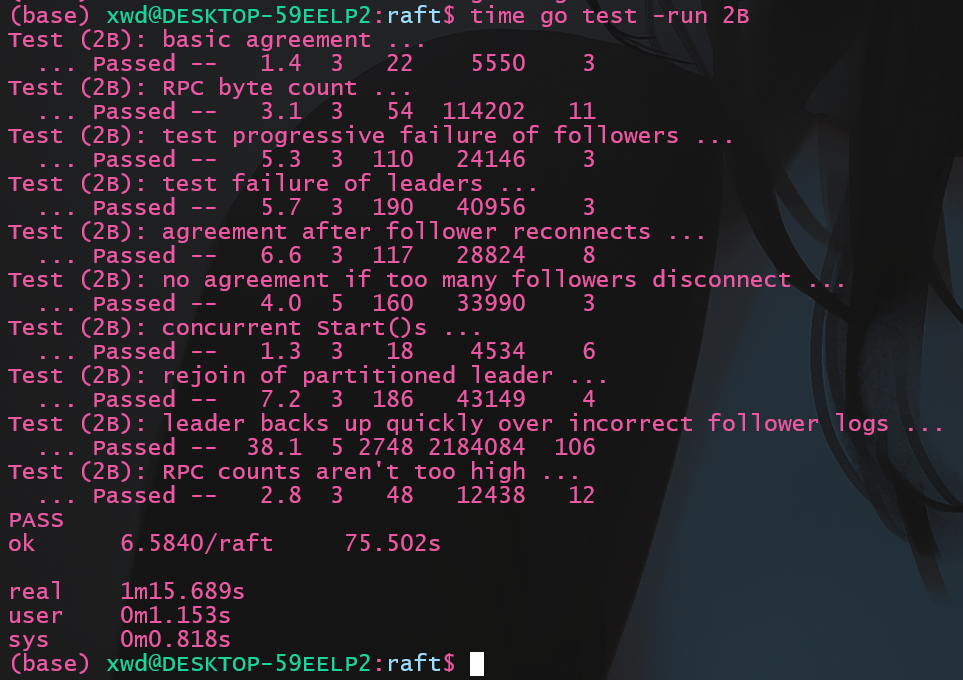 (base) xwd@DESKTOP-59EELP2:raft$ time go test -run 2B
Test (2B): basic agreement ...
  ... Passed --   1.4  3   22    5550    3
Test (2B): RPC byte count ...
  ... Passed --   3.1  3   54  114202   11
Test (2B): test progressive failure of followers ...
  ... Passed --   5.3  3  110   24146    3
Test (2B): test failure of leaders ...
  ... Passed --   5.7  3  190   40956    3
Test (2B): agreement after follower reconnects ...
  ... Passed --   6.6  3  117   28824    8
Test (2B): no agreement if too many followers disconnect ...
  ... Passed --   4.0  5  160   33990    3
Test (2B): concurrent Start()s ...
  ... Passed --   1.3  3   18    4534    6
Test (2B): rejoin of partitioned leader ...
  ... Passed --   7.2  3  186   43149    4
Test (2B): leader backs up quickly over incorrect follower logs ...
  ... Passed --  38.1  5 2748 2184084  106
Test (2B): RPC counts aren't too high ...
  ... Passed --   2.8  3   48   12438   12
PASS
ok      6.5840/raft     75.502s

real    1m15.689s
user    0m1.153s
sys     0m0.818s
(base) xwd@DESKTOP-59EELP2:raft$